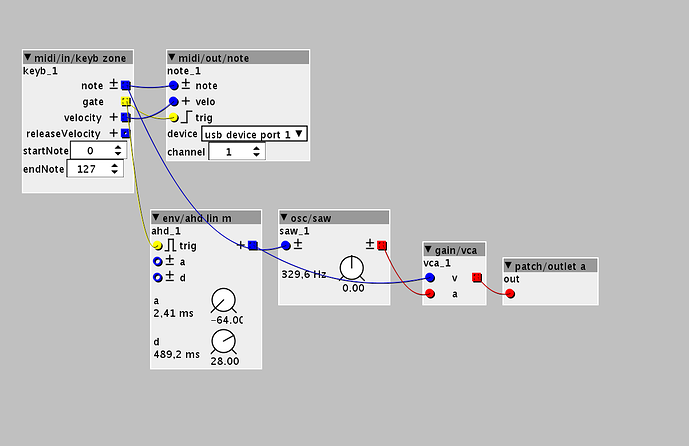 midi/in/keyb zone
keyb_1
note ±
gate
velocity +
releaseVelocity +
startNote 0
endNote 127
midi/out/note
note_1
± note
+ velo
trig
device usb device port 1
channel 1
env/ahd lin m
ahd_1
trig +
± a
± d
a
2,41 ms
-64.00
d
489,2 ms
28.00
osc/saw
saw_1
± ±
329,6 Hz
0.00
gain/vca
vca_1
v
a
patch/outlet a
out